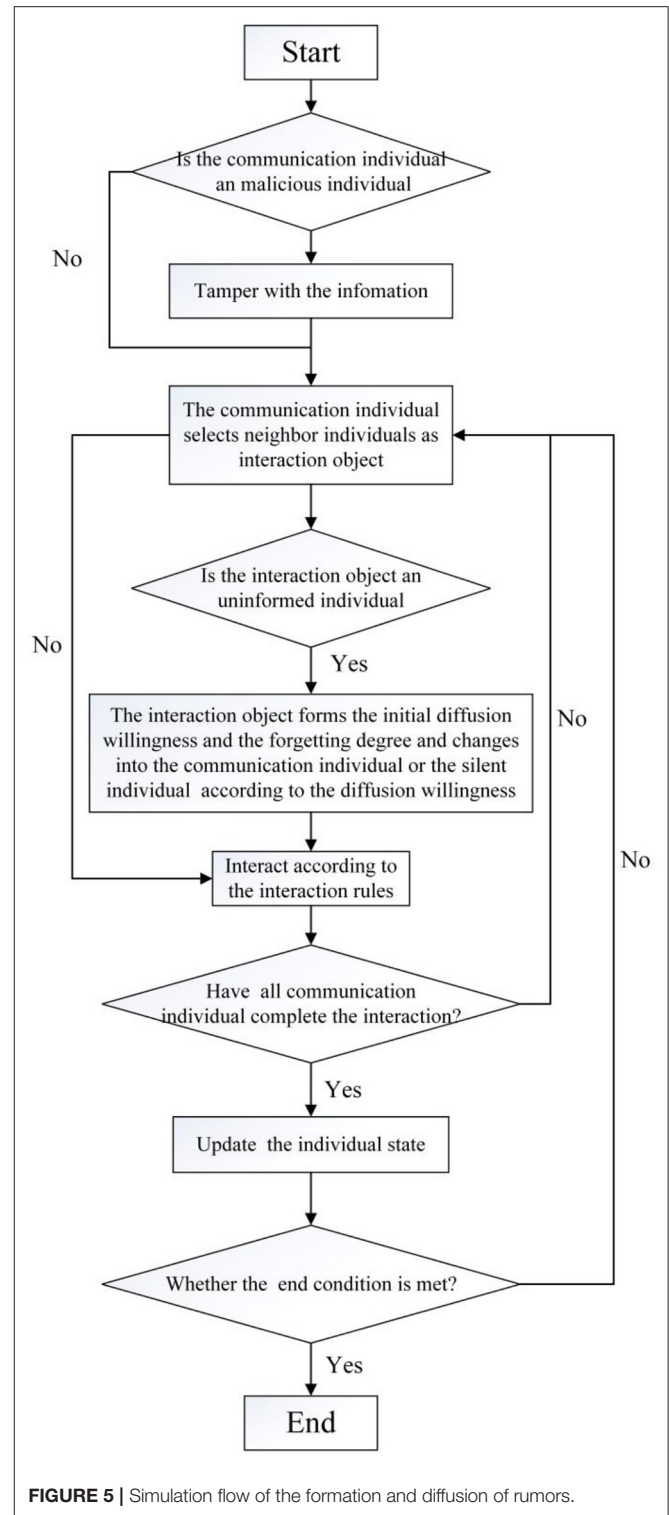 Start
Is the communication individual
an malicious individual
No
Tamper with the infomation
The communication individual
selects neighbor individuals as
interaction object
Is the interaction object an
uninformed individual
No
Yes
The interaction object forms the initial diffusion
willingness and the forgetting degree and changes
into the communication individual or the silent
individual according to the diffusion willingness
No
Interact according to
the interaction rules
No
Have all communication
individual complete the interaction?
Yes
Update the individual state
Whether the end condition is met?
Yes
End
FIGURE 5 | Simulation flow of the formation and diffusion of rumors.